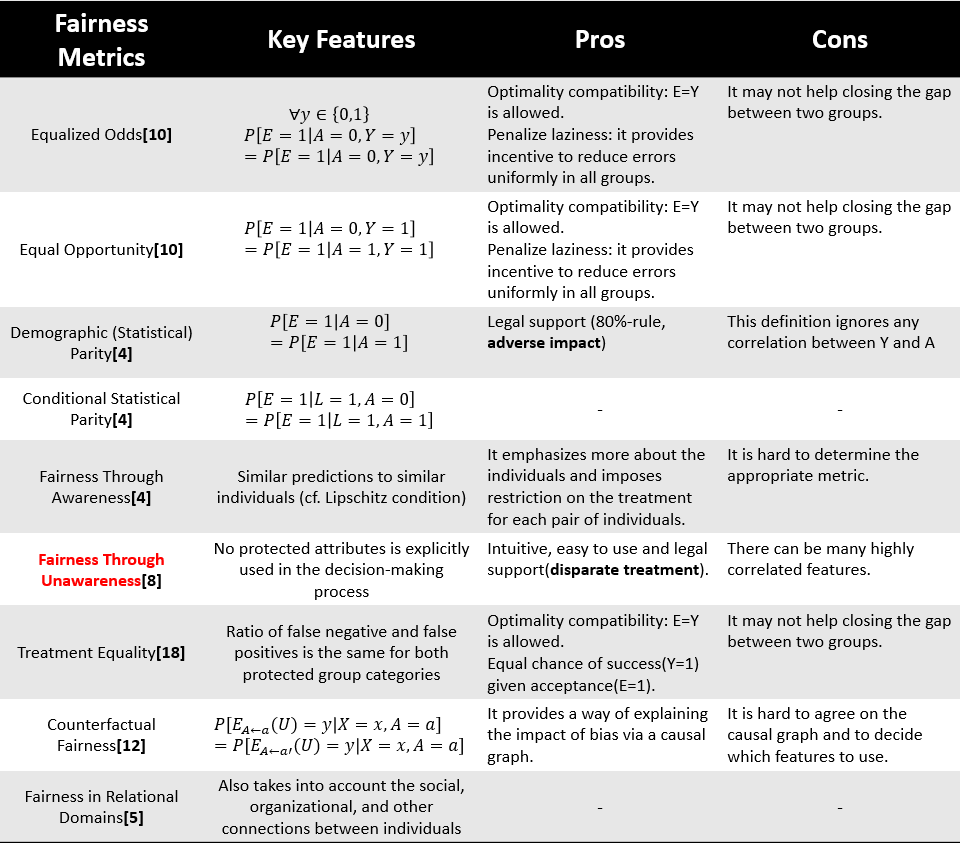 Fairness
Metrics
Key Features
Pros
Cons
Equalized Odds[10]
∀y ∈ {0,1}
P[E = 1|A = 0, Y = y]
= P[E = 1|A = 0, Y = y]
Optimality compatibility: E=Y
is allowed.
Penalize laziness: it provides
incentive to reduce errors
uniformly in all groups.
It may not help closing the gap
between two groups.
Equal Opportunity[10]
P[E = 1|A = 0, Y = 1]
= P[E = 1|A = 1, Y = 1]
Optimality compatibility: E=Y
is allowed.
Penalize laziness: it provides
incentive to reduce errors
uniformly in all groups.
It may not help closing the gap
between two groups.
Demographic (Statistical)
Parity[4]
P[E = 1|A = 0]
= P[E = 1|A = 1]
Legal support (80%-rule,
adverse impact)
This definition ignores any
correlation between Y and A
Conditional Statistical
Parity[4]
P[E = 1|L = 1, A = 0]
= P[E = 1|L = 1, A = 1]
-
-
Fairness Through
Awareness[4]
Similar predictions to similar
individuals (cf. Lipschitz condition)
It emphasizes more about the
individuals and imposes
restriction on the treatment
for each pair of individuals.
It is hard to determine the
appropriate metric.
Fairness Through
Unawareness[8]
No protected attributes is explicitly
used in the decision-making
process
Intuitive, easy to use and legal
support(disparate treatment).
There can be many highly
correlated features.
Treatment Equality[18]
Ratio of false negative and false
positives is the same for both
protected group categories
Optimality compatibility: E=Y
is allowed.
Equal chance of success(Y=1)
given acceptance(E=1).
It may not help closing the gap
between two groups.
Counterfactual
Fairness[12]
P[E_{A←a}(U) = y|X = x, A = a]
= P[E_{A←a′}(U) = y|X = x, A = a]
It provides a way of explaining
the impact of bias via a causal
graph.
It is hard to agree on the
causal graph and to decide
which features to use.
Fairness in Relational
Domains[5]
Also takes into account the social,
organizational, and other
connections between individuals
-
-